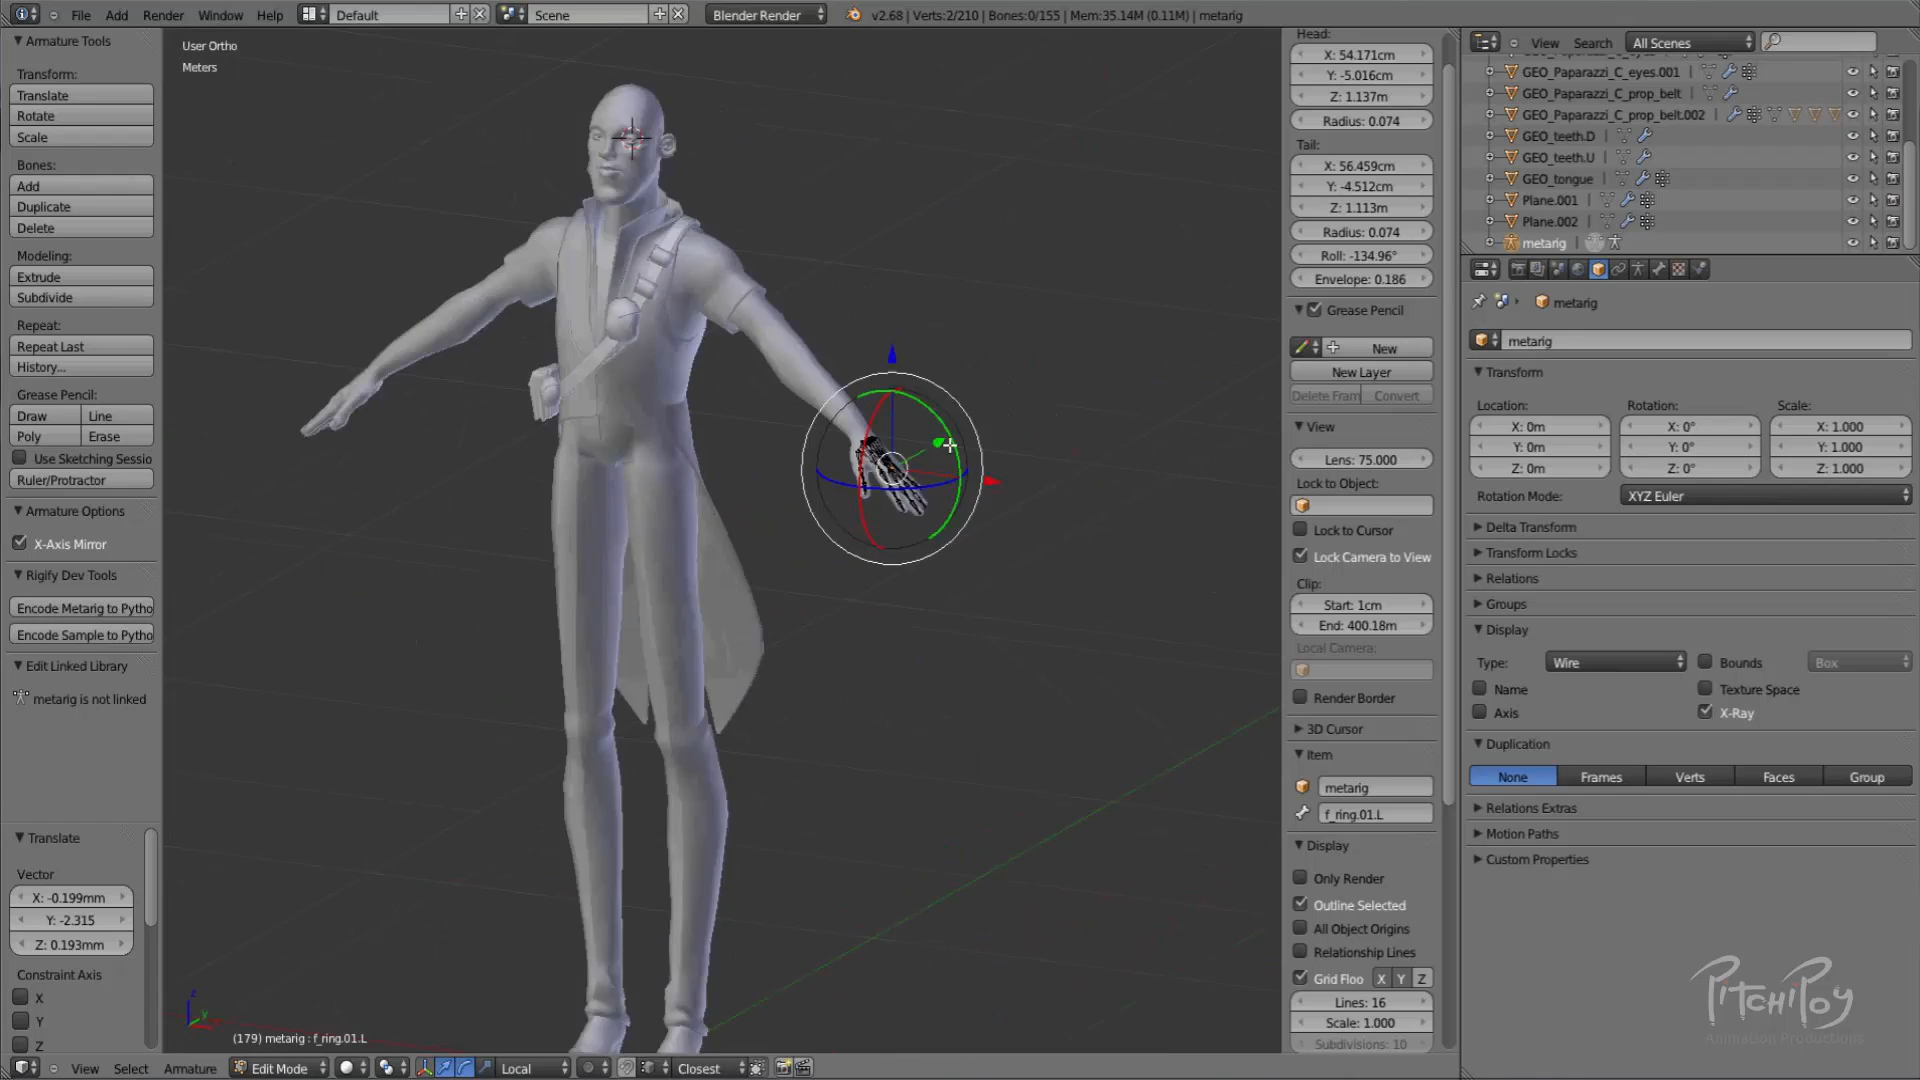 File Add Render Window Help Default Scene Blender Render v2.68 | Verts:2/210 | Bones:0/155 | Mem:35.14M (0.11M) | metarig
Armature Tools
Transform:
Translate
Rotate
Scale
Bones:
Add
Duplicate
Delete
Modeling:
Extrude
Subdivide
Repeat:
Repeat Last
History...
Grease Pencil:
Draw Line
Poly Erase
Use Sketching Sessio
Ruler/Protractor
Armature Options
X-Axis Mirror
Rigify Dev Tools
Encode Metarig to Pytho
Encode Sample to Pytho
Edit Linked Library
metarig is not linked
Translate
Vector
X: -0.199mm
Y: -2.315
Z: 0.193mm
Constraint Axis
X
Y
Z
User Ortho
Meters
z
y
(179) metarig : f_ring.01.L
View Select Armature Edit Mode Local Closest
Head:
X: 54.171cm
Y: -5.016cm
Z: 1.137m
Radius: 0.074
Tail:
X: 56.459cm
Y: -4.512cm
Z: 1.113m
Radius: 0.074
Roll: -134.96°
Envelope: 0.186
Grease Pencil
New
New Layer
Delete Fram Convert
View
Lens: 75.000
Lock to Object:
Lock to Cursor
Lock Camera to View
Clip:
Start: 1cm
End: 400.18m
Local Camera:
Render Border
3D Cursor
Item
metarig
f_ring.01.L
Display
Only Render
Outline Selected
All Object Origins
Relationship Lines
Grid Floo X Y Z
Lines: 16
Scale: 1.000
Subdivisions: 10
View Search All Scenes
GEO_Paparazzi_C_eyes.001
GEO_Paparazzi_C_prop_belt
GEO_Paparazzi_C_prop_belt.002
GEO_teeth.D
GEO_teeth.U
GEO_tongue
Plane.001
Plane.002
metarig
metarig
metarig
Transform
Location: Rotation: Scale:
X: 0m X: 0° X: 1.000
Y: 0m Y: 0° Y: 1.000
Z: 0m Z: 0° Z: 1.000
Rotation Mode: XYZ Euler
Delta Transform
Transform Locks
Relations
Groups
Display
Type: Wire Bounds Box
Name Texture Space
Axis X-Ray
Duplication
None Frames Verts Faces Group
Relations Extras
Motion Paths
Custom Properties
PitchiPoy
Animation Productions